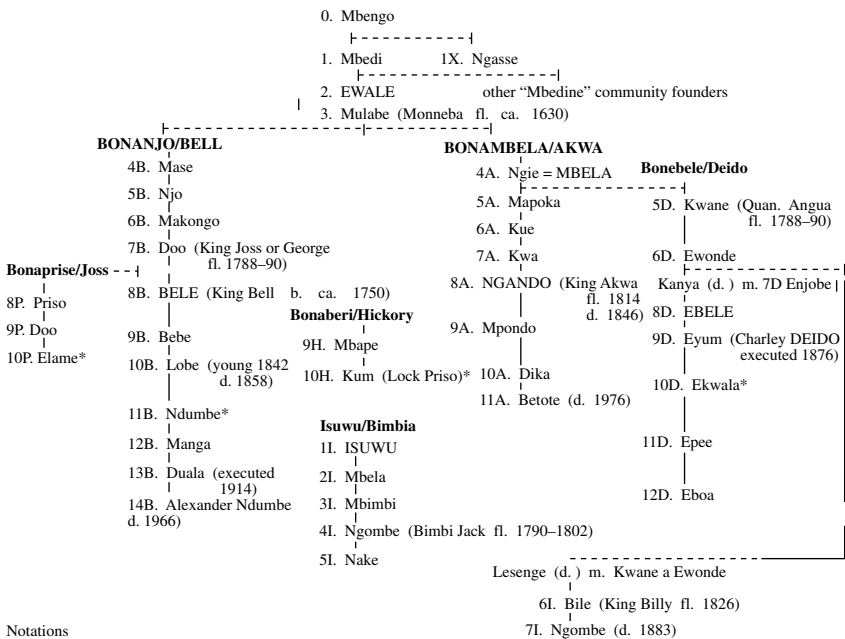 0. Mbengo
1. Mbedi 1X. Ngasse
2. EWALE other “Mbedine” community founders
3. Mulabe (Monneba fl. ca. 1630)
BONANJO/BELL
4B. Mase
5B. Njo
6B. Makongo
7B. Doo (King Joss or George
fl. 1788–90)
8B. BELE (King Bell b. ca. 1750)
9B. Bebe
10B. Lobe (young 1842
d. 1858)
11B. Ndumbe*
12B. Manga
13B. Duala (executed
1914)
14B. Alexander Ndumbe
d. 1966)
Bonaprise/Joss
8P. Priso
9P. Doo
10P. Elame*
Bonaberi/Hickory
9H. Mbape
10H. Kum (Lock Priso)*
Isuwu/Bimbia
1I. ISUWU
2I. Mbela
3I. Mbimbi
4I. Ngombe (Bimbi Jack fl. 1790–1802)
5I. Nake
BONAMBELA/AKWA
4A. Ngie = MBELA
5A. Mapoka
6A. Kue
7A. Kwa
8A. NGANDO (King Akwa
fl. 1814
d. 1846)
9A. Mpondo
10A. Dika
11A. Betote (d. 1976)
Bonebele/Deido
5D. Kwane (Quan. Angua
fl. 1788–90)
6D. Ewonde
Kanya (d. ) m. 7D Enjobe
8D. EBELE
9D. Eyum (Charley DEIDO
executed 1876)
10D. Ekwala*
11D. Epee
12D. Eboa
Lesenge (d. ) m. Kwane a Ewonde
6I. Bile (King Billy fl. 1826)
7I. Ngombe (d. 1883)
Notations